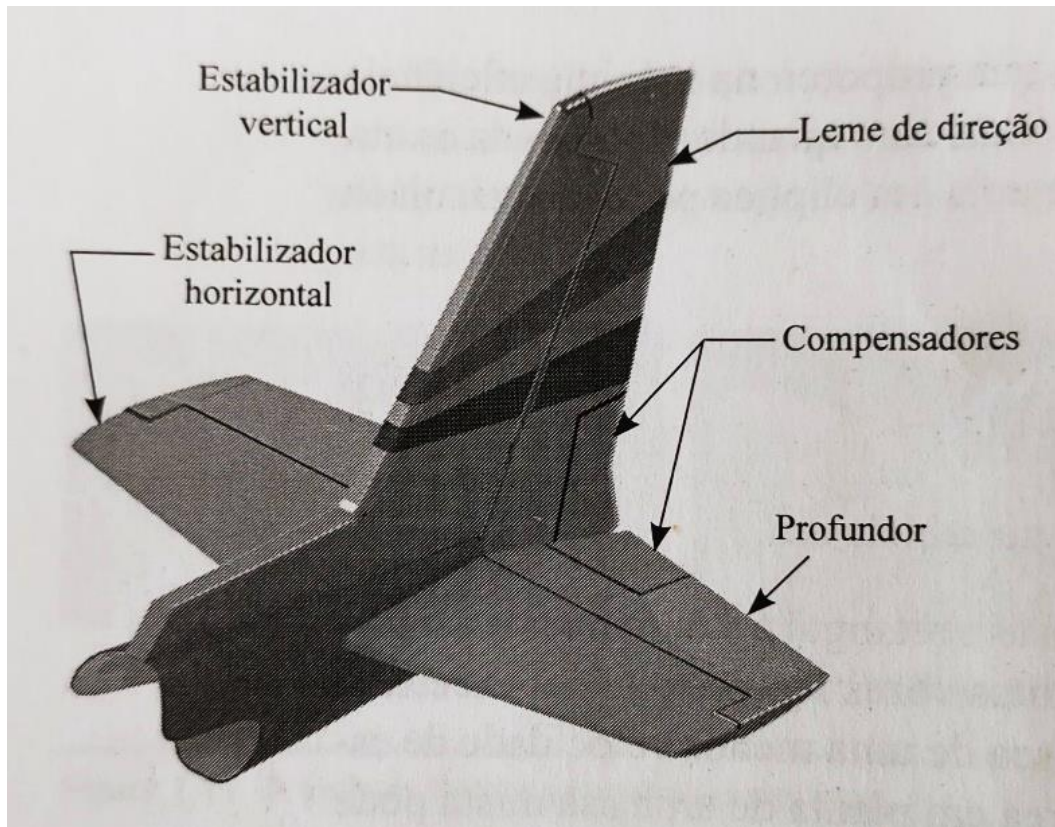 Estabilizador
vertical
Leme de direção
Estabilizador
horizontal
Compensadores
Profundor